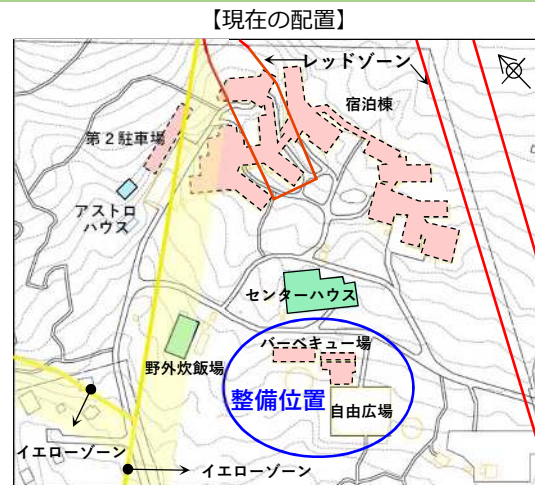 【現在の配置】
レッドゾーン
宿泊棟
第２駐車場
アストロ
ハウス
センターハウス
バーベキュー場
野外炊飯場
整備位置
自由広場
イエローゾーン
イエローゾーン